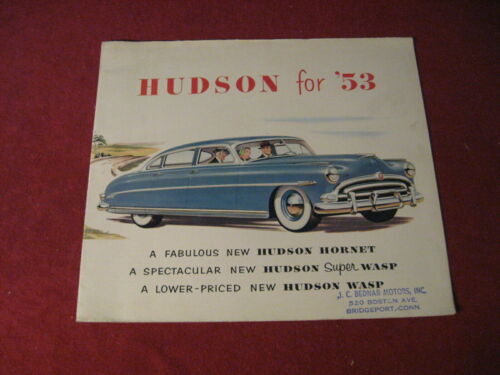 HUDSON for '53
A FABULOUS NEW HUDSON HORNET
A SPECTACULAR NEW HUDSON Super WASP
A LOWER-PRICED NEW HUDSON WASP
J. C. BEDNAR MOTORS, INC.
520 BOSTON AVE.
BRIDGEPORT, CONN.